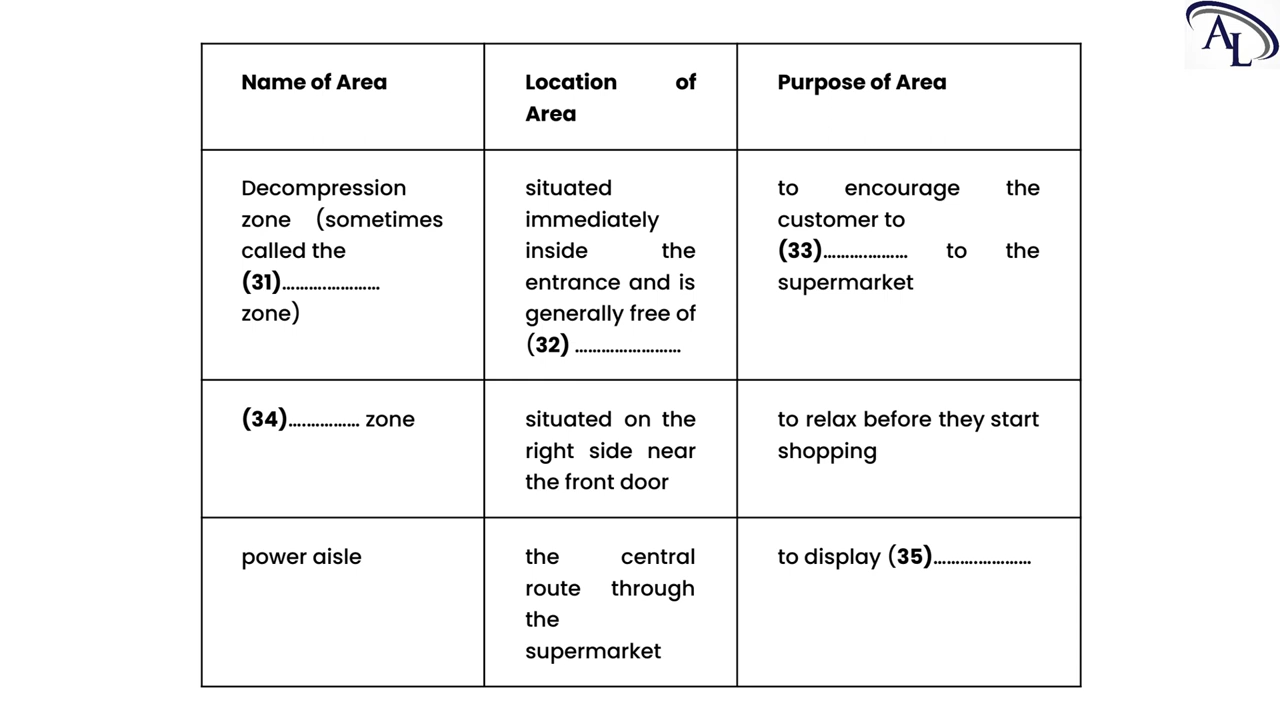 AL
Name of Area
Location of
Area
Purpose of Area
Decompression
zone (sometimes
called the
(31)……………….
zone)
situated
immediately
inside the
entrance and is
generally free of
(32) ……………………
to encourage the
customer to
(33)……………… to the
supermarket
(34)…………… zone
situated on the
right side near
the front door
to relax before they start
shopping
power aisle
the central
route through
the
supermarket
to display (35)…………………